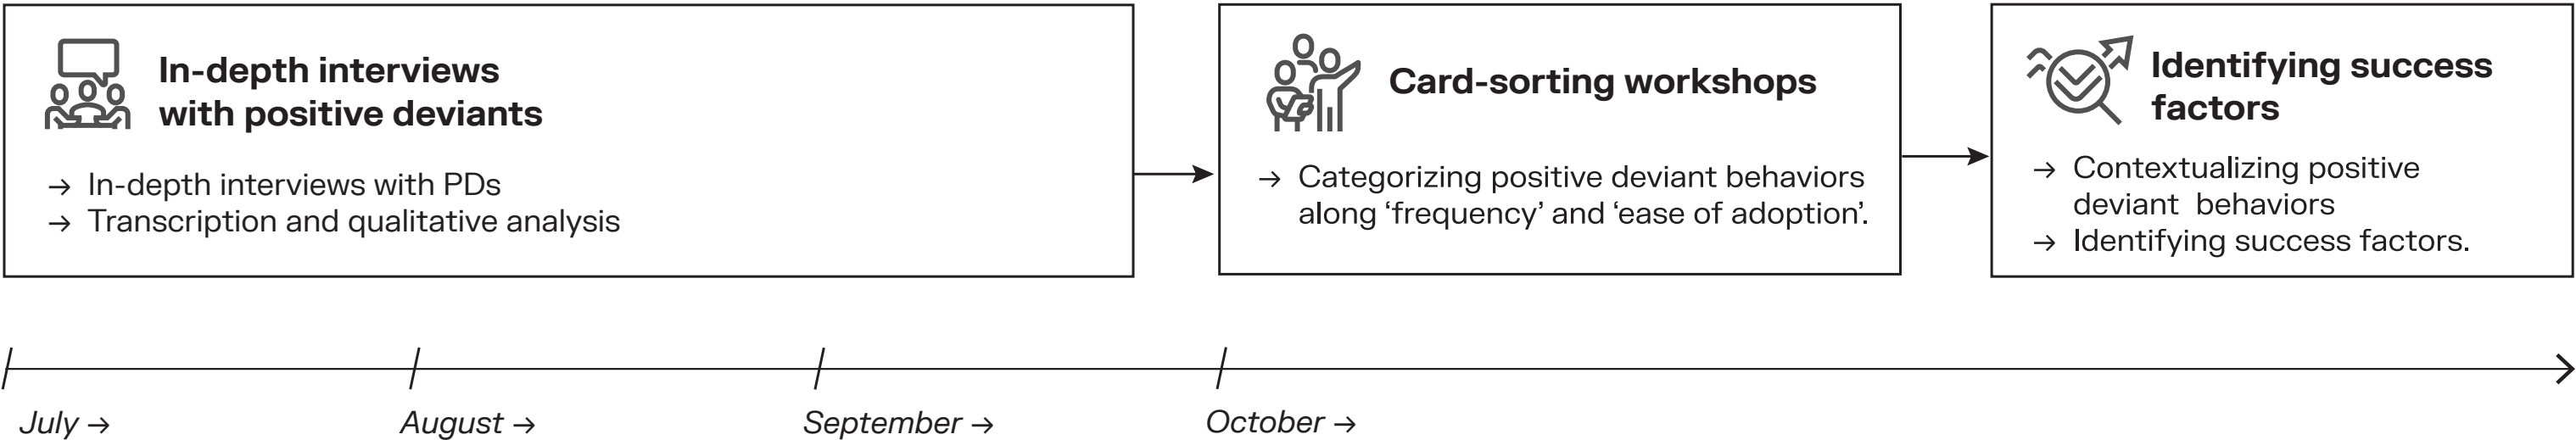 In-depth interviews
with positive deviants
→ In-depth interviews with PDs
→ Transcription and qualitative analysis
Card-sorting workshops
→ Categorizing positive deviant behaviors
along ‘frequency’ and ‘ease of adoption’.
Identifying success
factors
→ Contextualizing positive
deviant behaviors
→ Identifying success factors.
July →
August →
September →
October →